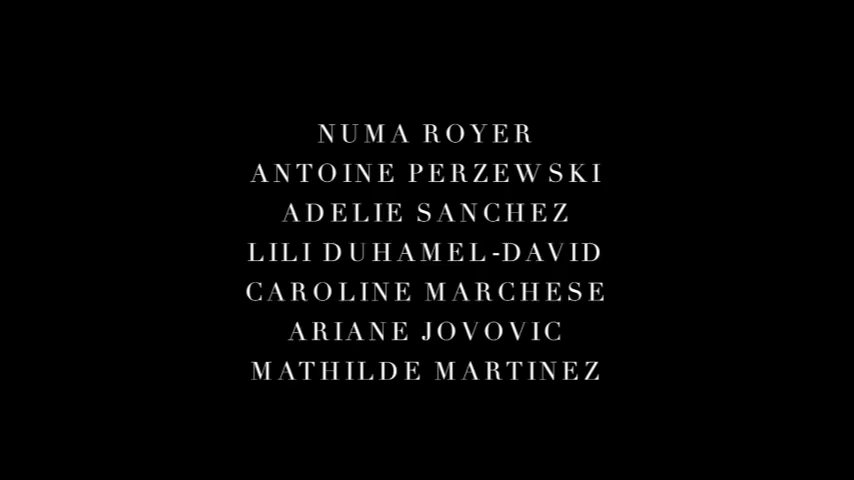 NUMA ROYER
ANTOINE PERZEWSKI
ADELIE SANCHEZ
LILI DUHAMEL-DAVID
CAROLINE MARCHESE
ARIANE JOVOVIC
MATHILDE MARTINEZ